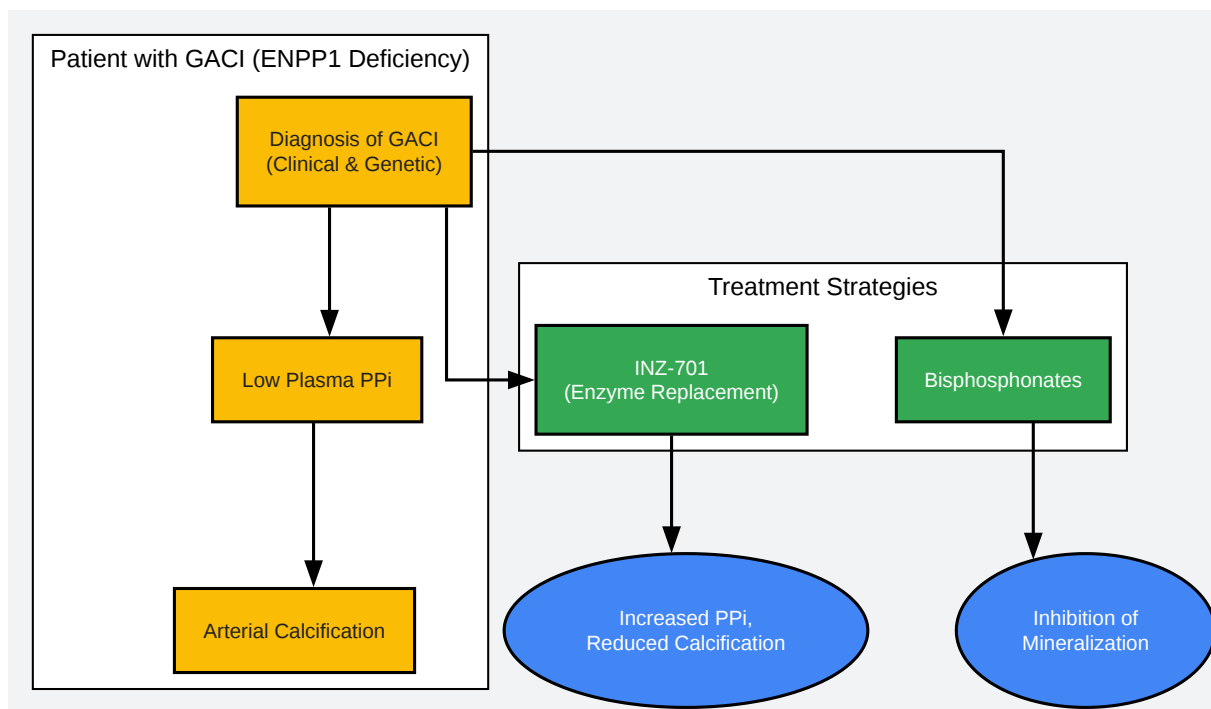 Patient with GACI (ENPP1 Deficiency)
Diagnosis of GACI
(Clinical & Genetic)
Treatment Strategies
Low Plasma PPi
INZ-701
(Enzyme Replacement)
Bisphosphonates
Arterial Calcification
Increased PPi,
Reduced Calcification
Inhibition of
Mineralization